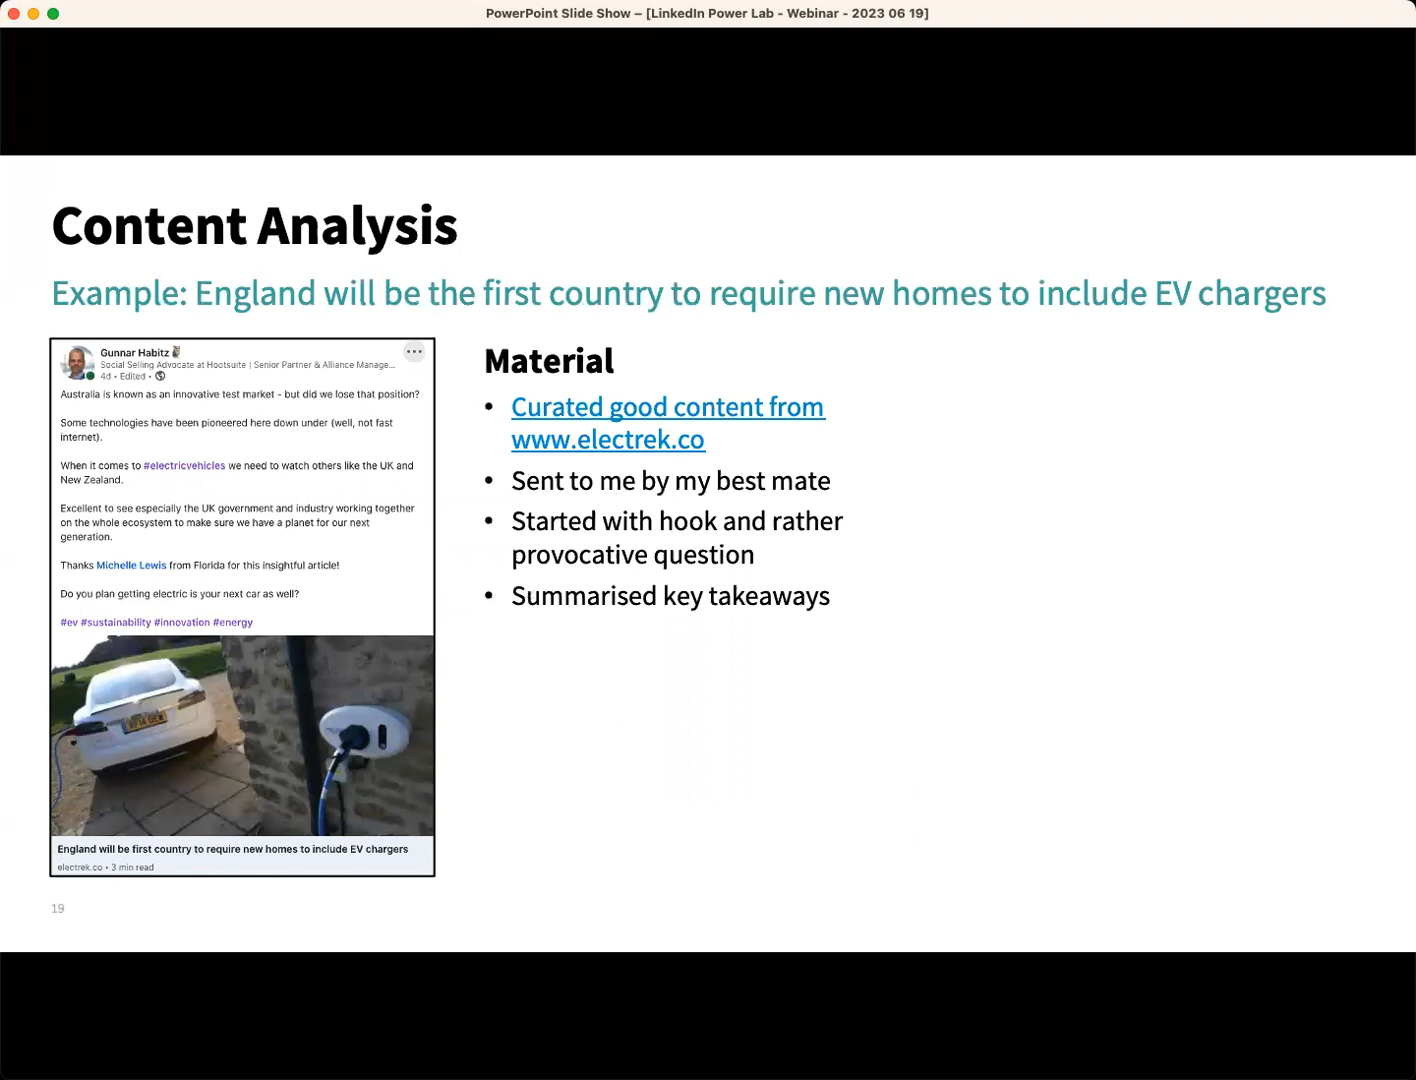 PowerPoint Slide Show – [LinkedIn Power Lab - Webinar - 2023 06 19]
Content Analysis
Example: England will be the first country to require new homes to include EV chargers
Gunnar Habitz
Social Selling Advocate at Hootsuite | Senior Partner & Alliance Manage...
4d • Edited •
Australia is known as an innovative test market - but did we lose that position?
Some technologies have been pioneered here down under (well, not fast
internet).
When it comes to #electricvehicles we need to watch others like the UK and
New Zealand.
Excellent to see especially the UK government and industry working together
on the whole ecosystem to make sure we have a planet for our next
generation.
Thanks Michelle Lewis from Florida for this insightful article!
Do you plan getting electric is your next car as well?
#ev #sustainability #innovation #energy
England will be first country to require new homes to include EV chargers
electrek.co • 3 min read
Material
• Curated good content from
www.electrek.co
• Sent to me by my best mate
• Started with hook and rather
provocative question
• Summarised key takeaways
19